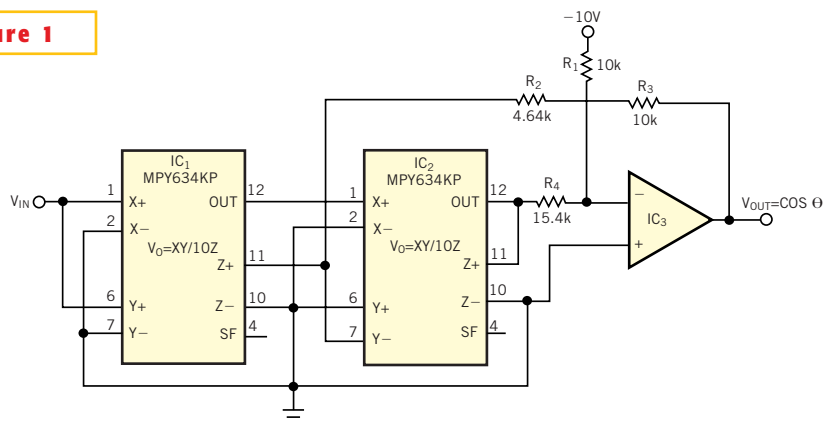 ure 1
−10V
R1 10k
R2
4.64k
R3
10k
IC1
MPY634KP
VIN
1 X+
2 X−
VO=XY/10Z
6 Y+
7 Y−
OUT 12
Z+ 11
Z− 10
SF 4
IC2
MPY634KP
1 X+
2 X−
VO=XY/10Z
6 Y+
7 Y−
OUT 12
Z+ 11
Z− 10
SF 4
R4
15.4k
−
IC3
+
VOUT=COS Θ